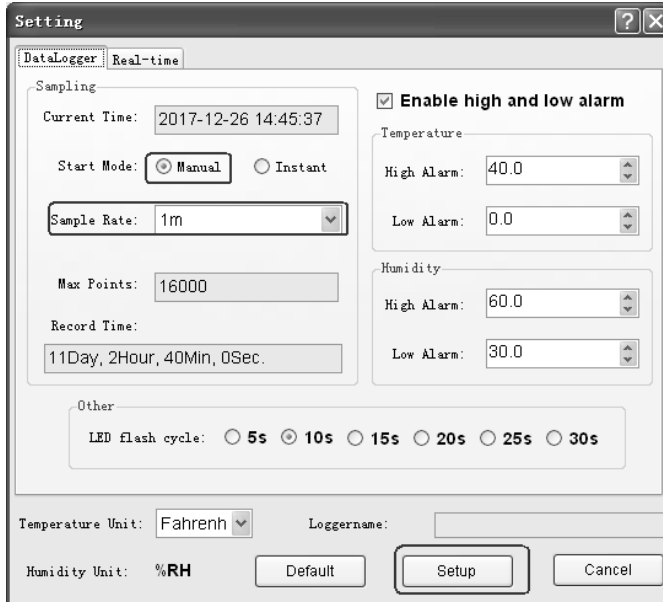 Setting
DataLogger Real-time
Sampling
Current Time: 2017-12-26 14:45:37
Start Mode: Manual Instant
Sample Rate: 1m
Max Points: 16000
Record Time:
11Day, 2Hour, 40Min, 0Sec.
Enable high and low alarm
Temperature
High Alarm: 40.0
Low Alarm: 0.0
Humidity
High Alarm: 60.0
Low Alarm: 30.0
Other
LED flash cycle: 5s 10s 15s 20s 25s 30s
Temperature Unit: Fahrenh Loggername:
Humidity Unit: %RH Default Setup Cancel